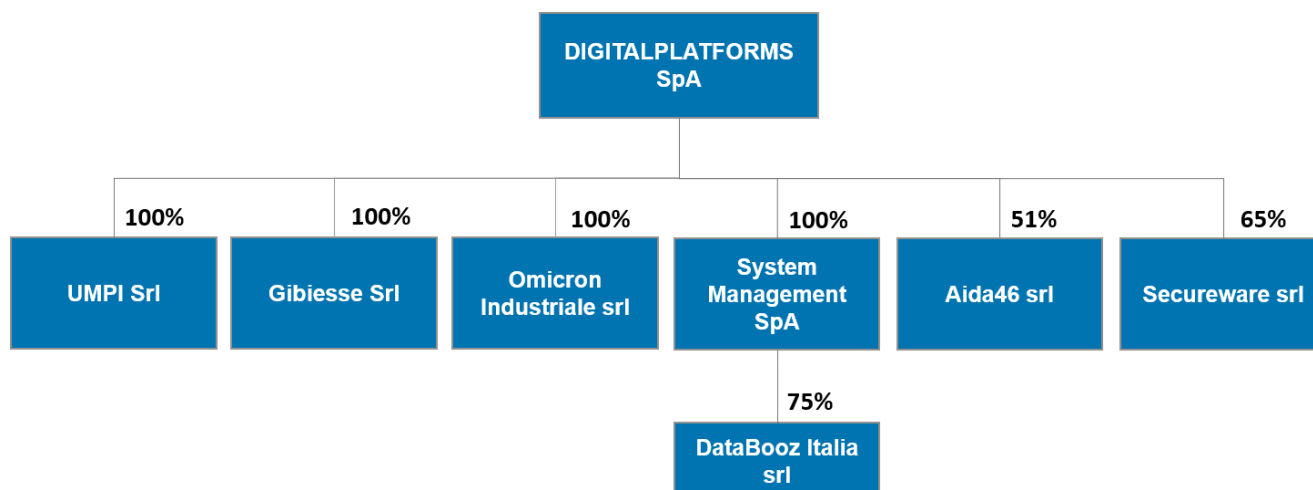 DIGITALPLATFORMS
SpA
100%
100%
100%
100%
51%
65%
UMPI Srl
Gibiesse Srl
Omicron
Industriale srl
System
Management
SpA
Aida46 srl
Secureware srl
75%
DataBooz Italia
srl